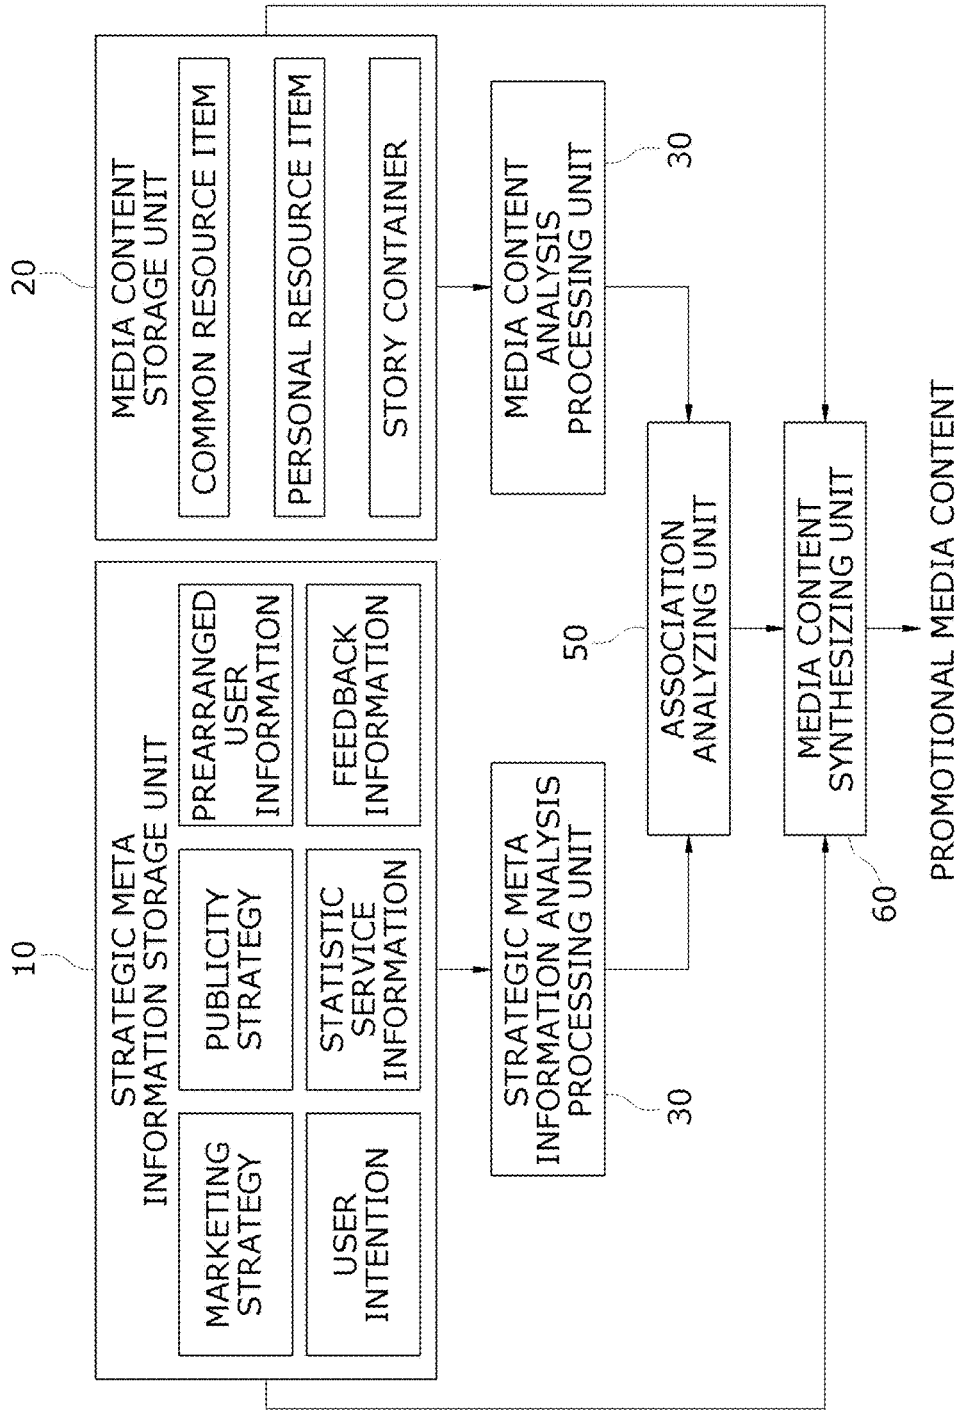 10
STRATEGIC META
INFORMATION STORAGE UNIT
MARKETING
STRATEGY
PUBLICITY
STRATEGY
PREARRANGED
USER
INFORMATION
USER
INTENTION
STATISTIC
SERVICE
INFORMATION
FEEDBACK
INFORMATION
20
MEDIA CONTENT
STORAGE UNIT
COMMON RESOURCE ITEM
PERSONAL RESOURCE ITEM
STORY CONTAINER
STRATEGIC META
INFORMATION ANALYSIS
PROCESSING UNIT
30
MEDIA CONTENT
ANALYSIS
PROCESSING UNIT
30
50
ASSOCIATION
ANALYZING UNIT
60
MEDIA CONTENT
SYNTHESIZING UNIT
PROMOTIONAL MEDIA CONTENT